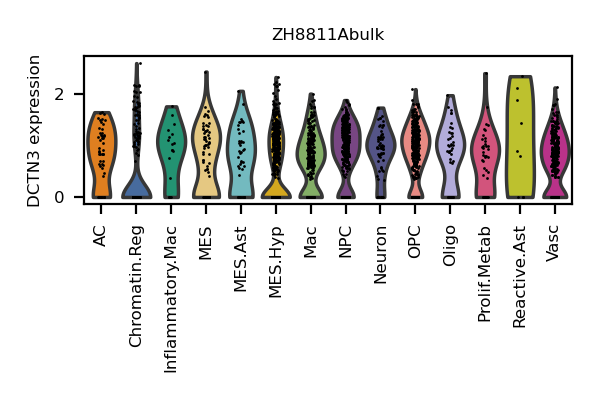 ZH8811Abulk
DCTN3 expression
2
0
AC
Chromatin.Reg
Inflammatory.Mac
MES
MES.Ast
MES.Hyp
Mac
NPC
Neuron
OPC
Oligo
Prolif.Metab
Reactive.Ast
Vasc